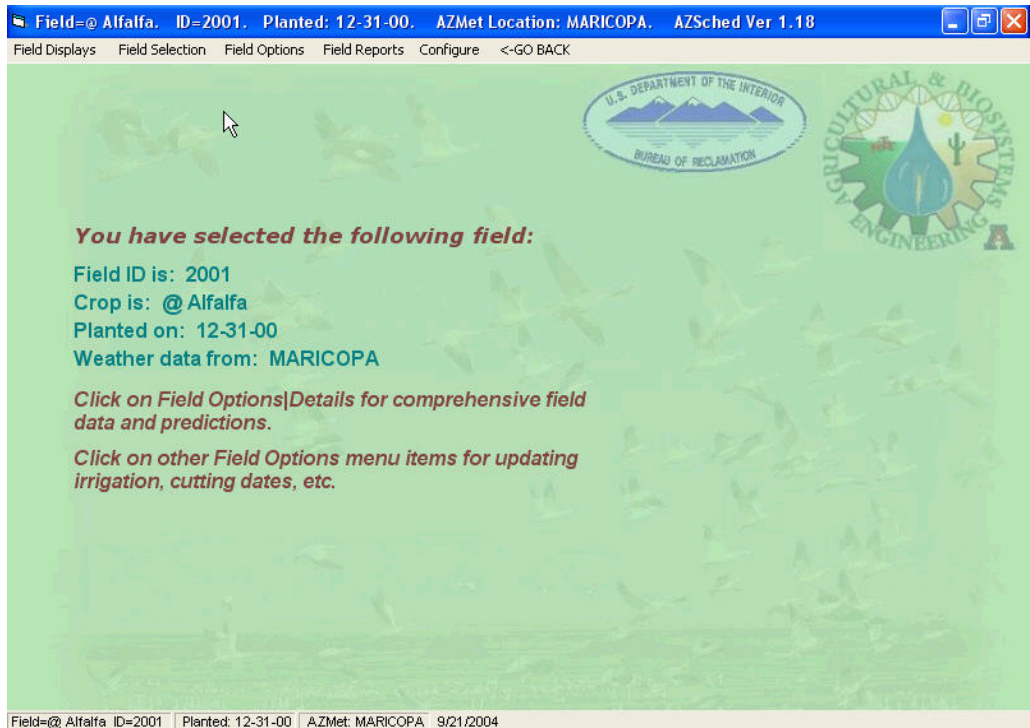 Field=@ Alfalfa.   ID=2001.   Planted: 12-31-00.   AZMet Location: MARICOPA.   AZSched Ver 1.18
Field Displays   Field Selection   Field Options   Field Reports   Configure   <-GO BACK
U.S. DEPARTMENT OF THE INTERIOR
BUREAU OF RECLAMATION
AGRICULTURAL & BIOSYSTEMS ENGINEERING
A
You have selected the following field:
Field ID is:  2001
Crop is:  @ Alfalfa
Planted on:  12-31-00
Weather data from:  MARICOPA
Click on Field Options|Details for comprehensive field
data and predictions.
Click on other Field Options menu items for updating
irrigation, cutting dates, etc.
Field=@ Alfalfa  ID=2001   Planted: 12-31-00   AZMet: MARICOPA   9/21/2004